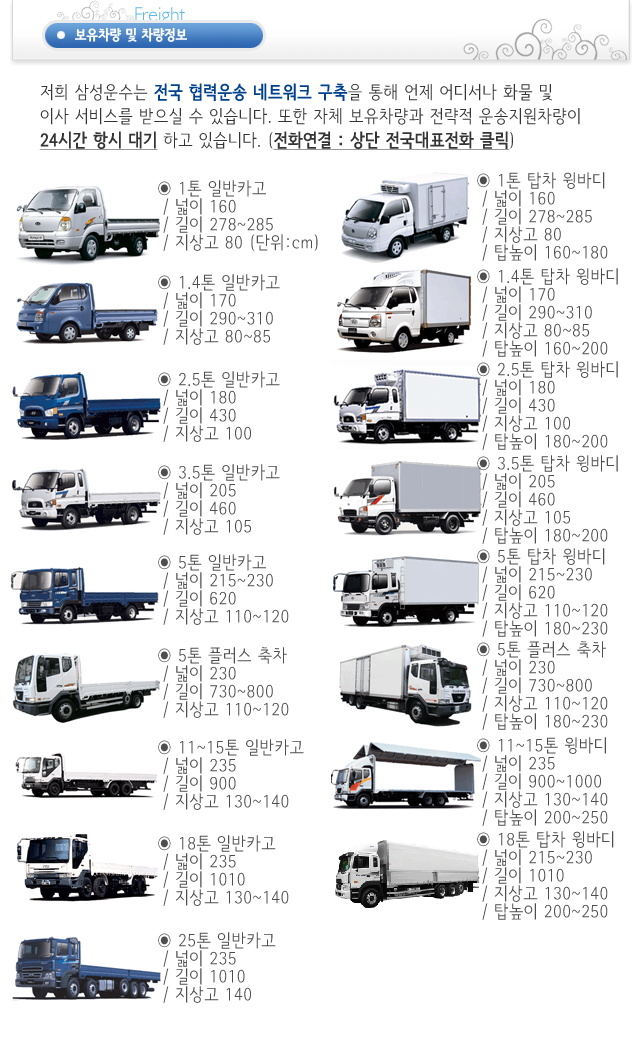 Freight
보유차량 및 차량정보
저희 삼성운수는 전국 협력운송 네트워크 구축을 통해 언제 어디서나 화물 및
이사 서비스를 받으실 수 있습니다. 또한 자체 보유차량과 전략적 운송지원차량이
24시간 항시 대기 하고 있습니다. (전화연결 : 상단 전국대표전화 클릭)
◉ 1톤 일반카고
/ 넓이 160
/ 길이 278~285
/ 지상고 80 (단위:cm)
◉ 1톤 탑차 윙바디
/ 넓이 160
/ 길이 278~285
/ 지상고 80
/ 탑높이 160~180
◉ 1.4톤 일반카고
/ 넓이 170
/ 길이 290~310
/ 지상고 80~85
◉ 1.4톤 탑차 윙바디
/ 넓이 170
/ 길이 290~310
/ 지상고 80~85
/ 탑높이 160~200
◉ 2.5톤 일반카고
/ 넓이 180
/ 길이 430
/ 지상고 100
◉ 2.5톤 탑차 윙바디
/ 넓이 180
/ 길이 430
/ 지상고 100
/ 탑높이 180~200
◉ 3.5톤 일반카고
/ 넓이 205
/ 길이 460
/ 지상고 105
◉ 3.5톤 탑차 윙바디
/ 넓이 205
/ 길이 460
/ 지상고 105
/ 탑높이 180~200
◉ 5톤 일반카고
/ 넓이 215~230
/ 길이 620
/ 지상고 110~120
◉ 5톤 탑차 윙바디
/ 넓이 215~230
/ 길이 620
/ 지상고 110~120
/ 탑높이 180~230
◉ 5톤 플러스 축차
/ 넓이 230
/ 길이 730~800
/ 지상고 110~120
◉ 5톤 플러스 축차
/ 넓이 230
/ 길이 730~800
/ 지상고 110~120
/ 탑높이 180~230
◉ 11~15톤 일반카고
/ 넓이 235
/ 길이 900
/ 지상고 130~140
◉ 11~15톤 윙바디
/ 넓이 235
/ 길이 900~1000
/ 지상고 130~140
/ 탑높이 200~250
◉ 18톤 일반카고
/ 넓이 235
/ 길이 1010
/ 지상고 130~140
◉ 18톤 탑차 윙바디
/ 넓이 215~230
/ 길이 1010
/ 지상고 130~140
/ 탑높이 200~250
◉ 25톤 일반카고
/ 넓이 235
/ 길이 1010
/ 지상고 140